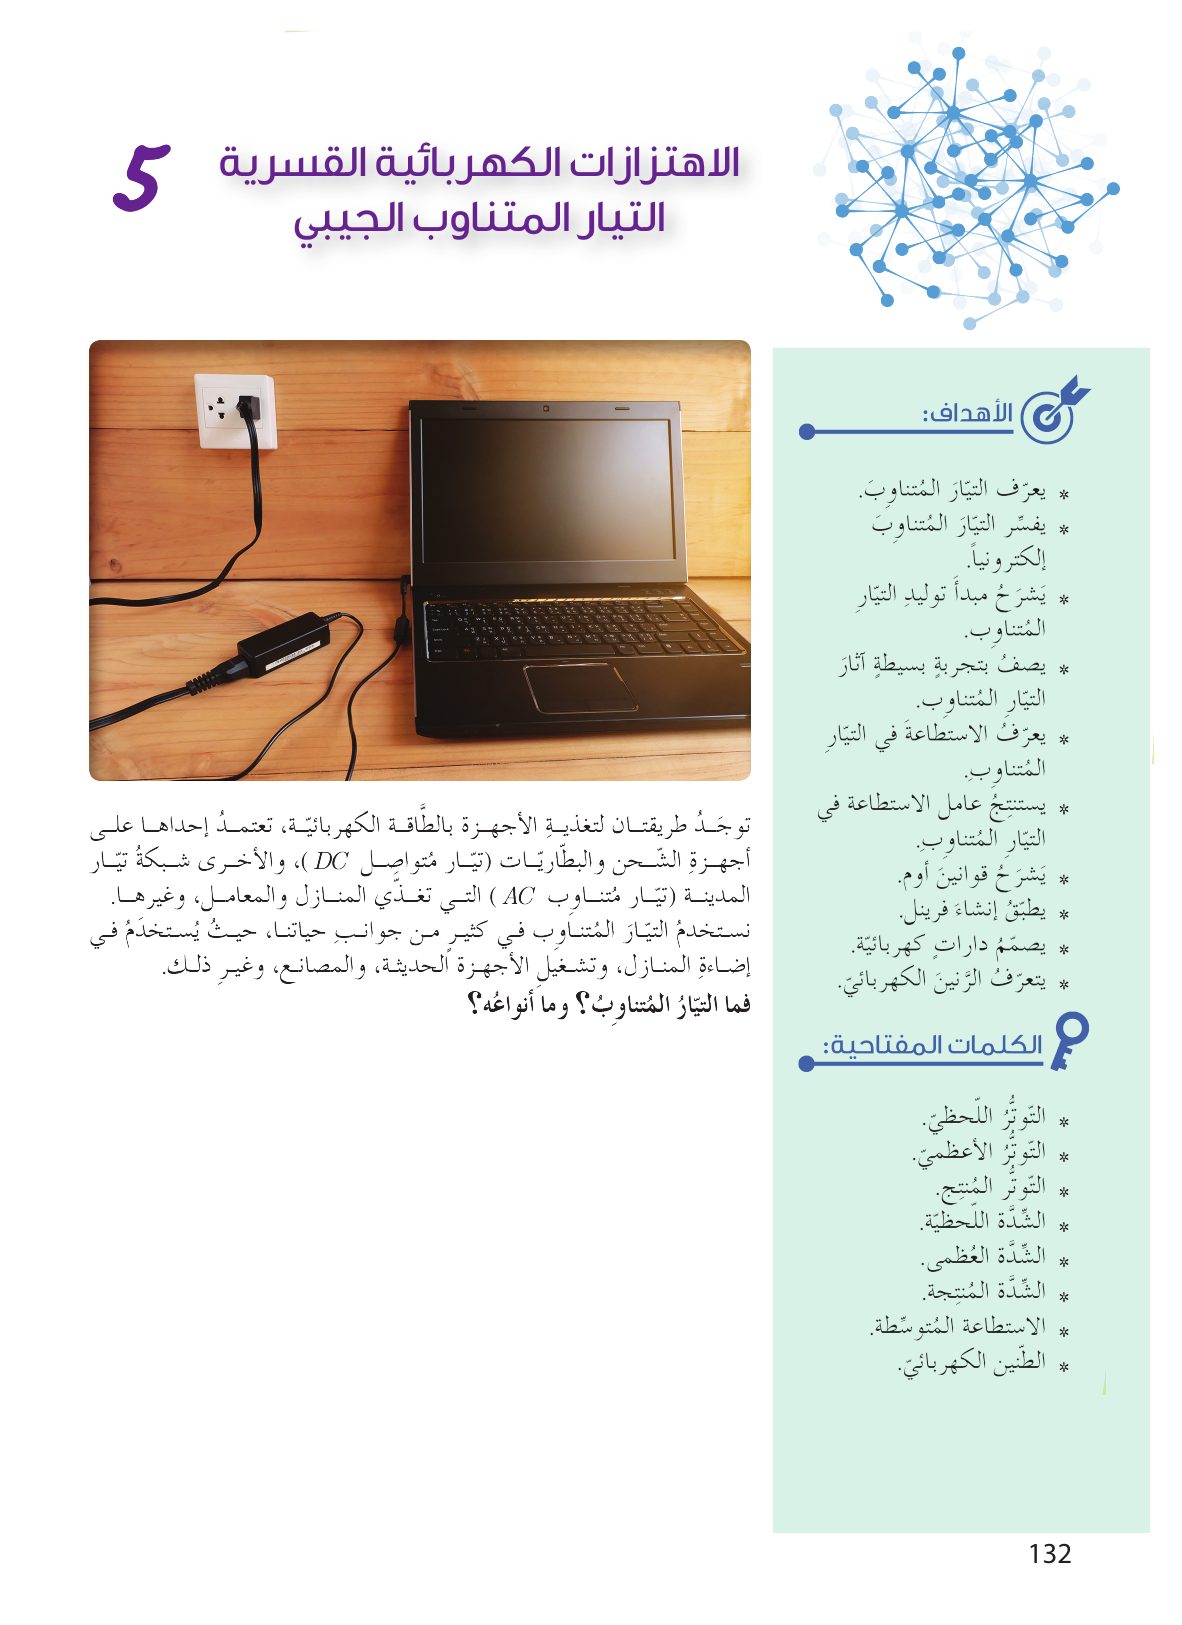 الاهتزازات الكهربائية القسرية
التيار المتناوب الجيبي
5
الأهداف:
* يعرّف التيّارَ المُتناوِبَ.
* يفسِّر التيّارَ المُتناوِبَ
إلكترونياً.
* يَشرَحُ مبدأَ توليدِ التيّارِ
المُتناوِب.
* يصفُ بتجربةٍ بسيطةٍ آثارَ
التيّارِ المُتناوِب.
* يعرّفُ الاستطاعةَ في التيّارِ
المُتناوِبِ.
* يستنتِجُ عامل الاستطاعة في
التيّارِ المُتناوِبِ.
* يَشرَحُ قوانينَ أوم.
* يطبّقُ إنشاءَ فرينل.
* يصمّمُ داراتٍ كهربائيّة.
* يتعرّفُ الرَّنينَ الكهربائيّ.
الكلمات المفتاحية:
* التّوتُّرُ اللّحظيّ.
* التّوتُّرُ الأعظميّ.
* التّوتُّر المُنتِج.
* الشِّدَّة اللّحظيّة.
* الشِّدَّة العُظمى.
* الشِّدَّة المُنتِجة.
* الاستطاعة المُتوسِّطة.
* الطّنين الكهربائيّ.
توجَدُ طريقتان لتغذيةِ الأجهزة بالطَّاقة الكهربائيّة، تعتمدُ إحداها على
أجهزةِ الشّحن والبطّاريّات (تيّار مُتواصِل DC)، والأخرى شبكةُ تيّار
المدينة (تيّار مُتناوِب AC) التي تغذّي المنازل والمعامل، وغيرها.
نستخدمُ التيّارَ المُتناوِب في كثيرٍ من جوانبِ حياتنا، حيثُ يُستخدَمُ في
إضاءةِ المنازل، وتشغيلِ الأجهزة الحديثة، والمصانع، وغيرِ ذلك.
فما التيّارُ المُتناوِبُ؟ وما أنواعُه؟
132